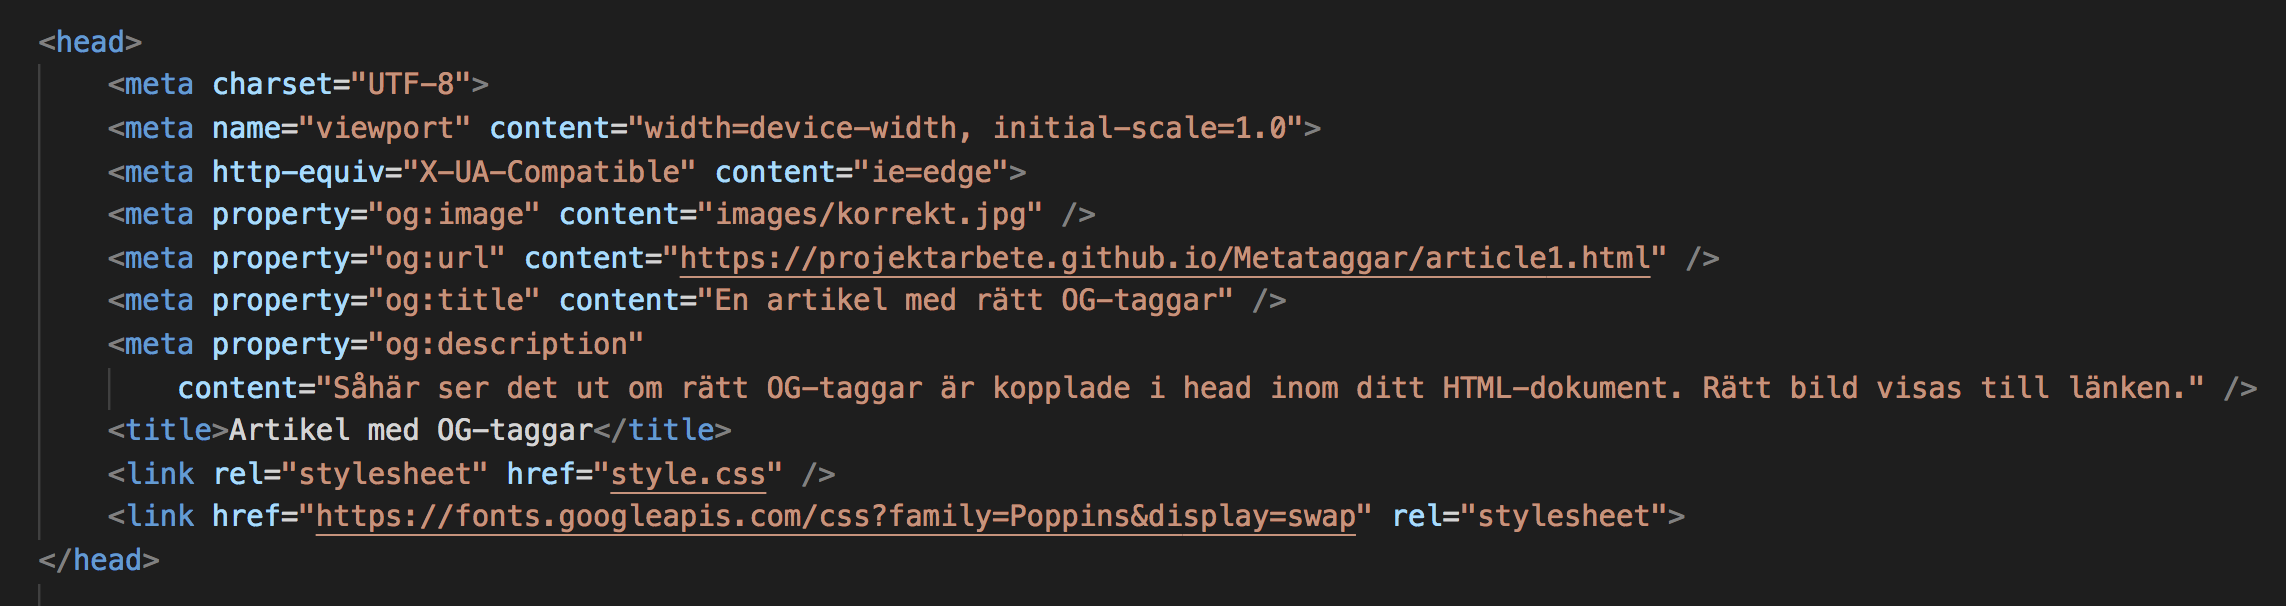 <head>
<meta charset="UTF-8">
<meta name="viewport" content="width=device-width, initial-scale=1.0">
<meta http-equiv="X-UA-Compatible" content="ie=edge">
<meta property="og:image" content="images/korrekt.jpg" />
<meta property="og:url" content="https://projektarbete.github.io/Metataggar/article1.html" />
<meta property="og:title" content="En artikel med rätt OG-taggar" />
<meta property="og:description"
content="Såhär ser det ut om rätt OG-taggar är kopplade i head inom ditt HTML-dokument. Rätt bild visas till länken." />
<title>Artikel med OG-taggar</title>
<link rel="stylesheet" href="style.css" />
<link href="https://fonts.googleapis.com/css?family=Poppins&display=swap" rel="stylesheet">
</head>